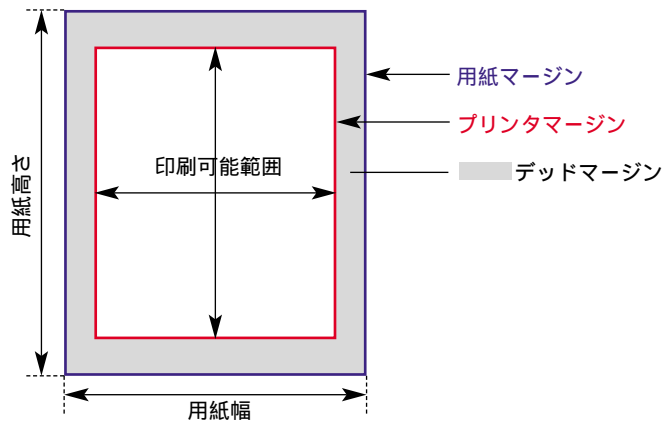 用紙マージン
プリンタマージン
印刷可能範囲
デッドマージン
用紙高さ
用紙幅